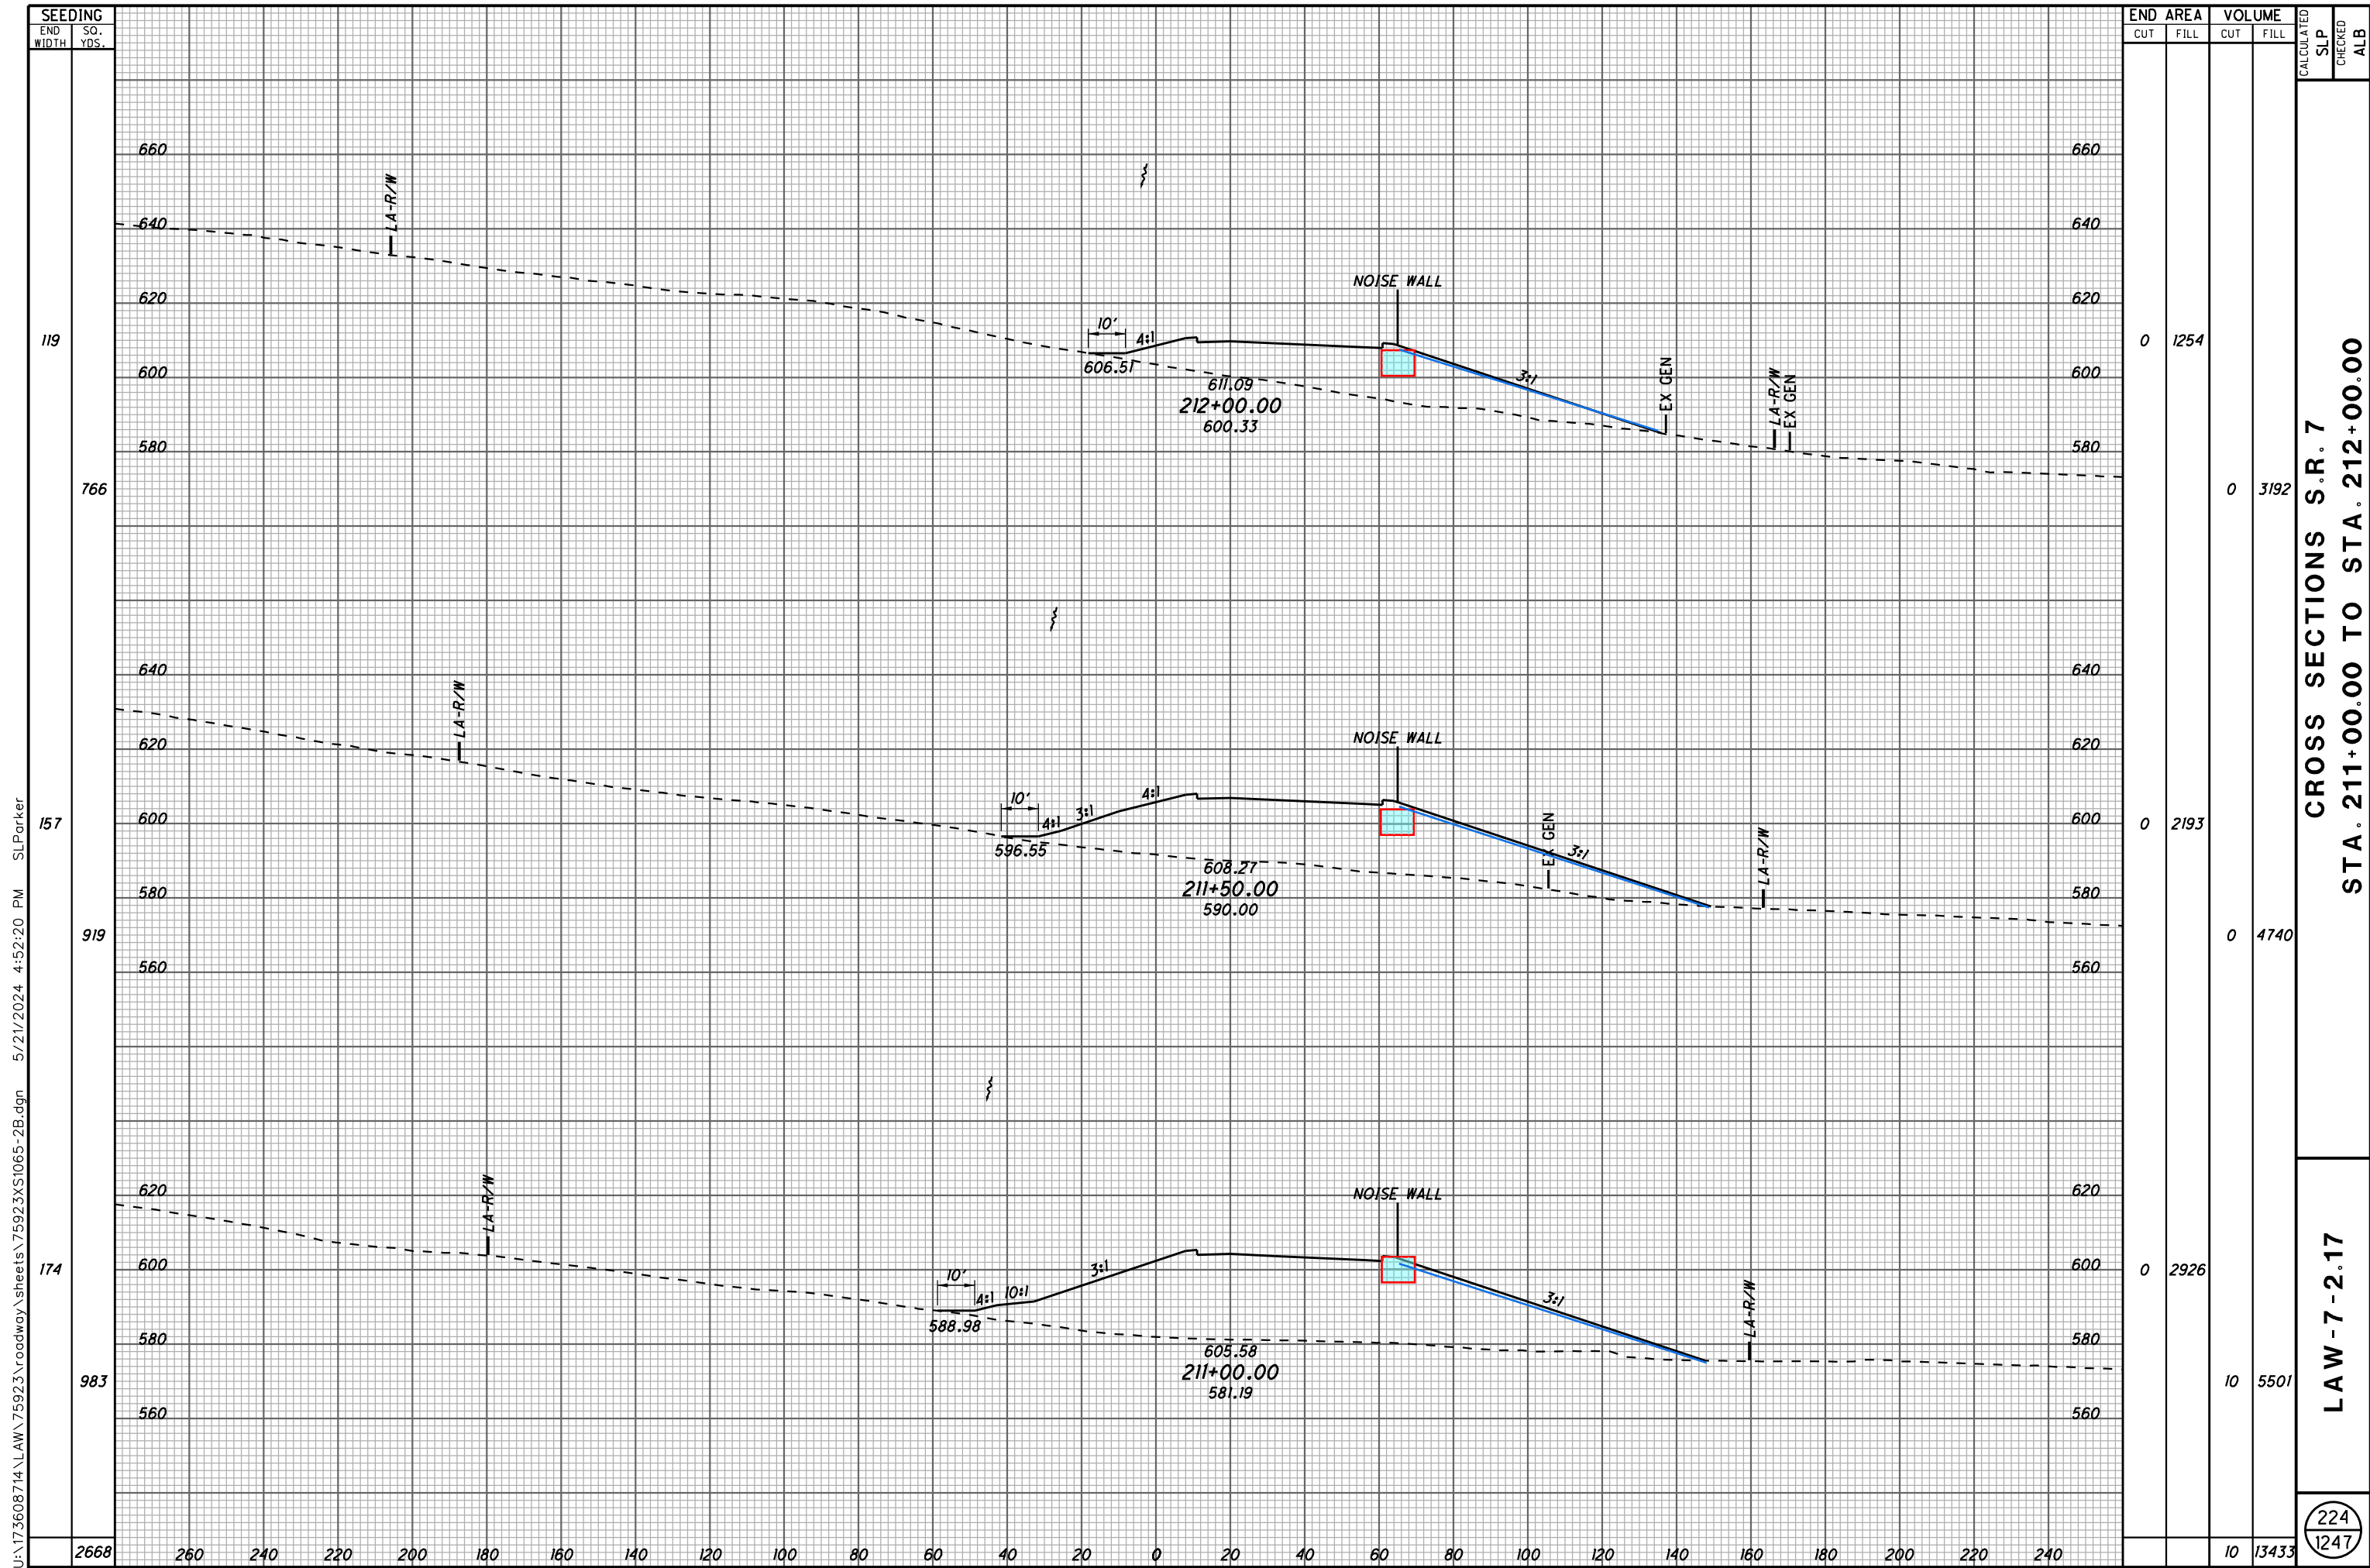 SEEDING
END WIDTH
SQ. YDS.
END AREA
VOLUME
CUT
FILL
CUT
FILL
CALCULATED
SLP
CHECKED
ALB
660
660
LA-R/W
640
640
NOISE WALL
620
620
10'
4:1
119
0
1254
606.51
600
611.09
3:1
EX GEN
LA-R/W
EX GEN
600
212+00.00
600.33
580
580
766
0
3192
640
640
LA-R/W
620
NOISE WALL
620
10'
4:1
3:1
4:1
157
600
600
0
2193
596.55
EX GEN
3:1
LA-R/W
608.27
211+50.00
590.00
580
580
919
0
4740
560
560
620
LA-R/W
NOISE WALL
620
174
600
600
0
2926
10'
4:1
10:1
3:1
3:1
LA-R/W
588.98
580
580
605.58
211+00.00
581.19
983
10
5501
560
560
2668
260 240 220 200 180 160 140 120 100 80 60 40 20 0 20 40 60 80 100 120 140 160 180 200 220 240
10
13433
CROSS SECTIONS S.R. 7
STA. 211+00.00 TO STA. 212+00.00
LAW-7-2.17
224
1247
U:\173608714\LAW\75923\roadway\sheets\75923XS1065-2B.dgn 5/21/2024 4:52:20 PM SLParker